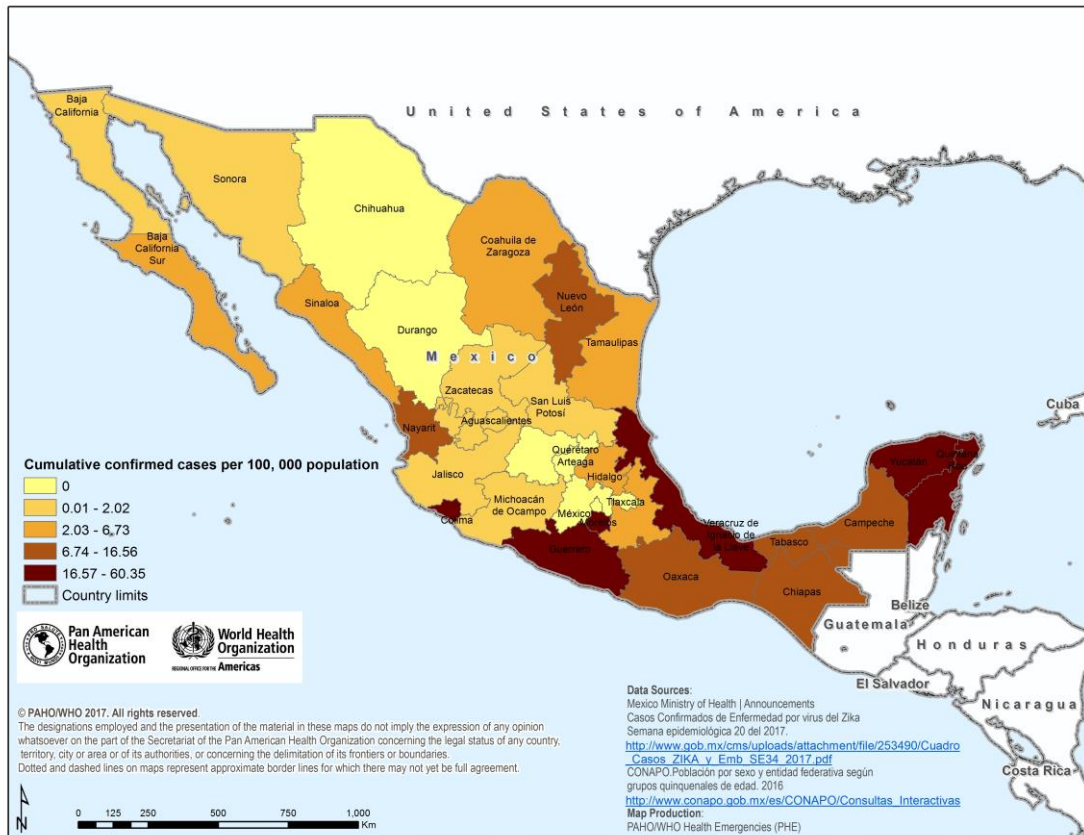 United States of America
Baja
California
Sonora
Chihuahua
Coahuila de
Zaragoza
Baja
California
Sur
Sinaloa
Nuevo
León
Durango
Tamaulipas
Mexico
Zacatecas
San Luis
Potosí
Cuba
Nayarit
Aguascalientes
Querétaro
Arteaga
Yucatán
Quintana
Roo
Hidalgo
Jalisco
Michoacán
de Ocampo
México
Tlaxcala
Morelos
Colima
Guerrero
Veracruz de
Ignacio de
la Llave
Campeche
Tabasco
Oaxaca
Chiapas
Belize
Guatemala
Honduras
El Salvador
Nicaragua
Costa Rica
Cumulative confirmed cases per 100, 000 population
0
0.01 - 2.02
2.03 - 6,73
6.74 - 16.56
16.57 - 60.35
Country limits
PRO SALUTE
NOVI MUNDI
Pan American
Health
Organization
World Health
Organization
REGIONAL OFFICE FOR THE Americas
© PAHO/WHO 2017. All rights reserved.
The designations employed and the presentation of the material in these maps do not imply the expression of any opinion
whatsoever on the part of the Secretariat of the Pan American Health Organization concerning the legal status of any country,
territory, city or area or of its authorities, or concerning the delimitation of its frontiers or boundaries.
Dotted and dashed lines on maps represent approximate border lines for which there may not yet be full agreement.
N
0 125 250 500 750 1,000
Km
Data Sources:
Mexico Ministry of Health | Announcements
Casos Confirmados de Enfermedad por virus del Zika
Semana epidemiológica 20 del 2017.
http://www.gob.mx/cms/uploads/attachment/file/253490/Cuadro
_Casos_ZIKA_y_Emb_SE34_2017.pdf
CONAPO.Población por sexo y entidad federativa según
grupos quinquenales de edad. 2016
http://www.conapo.gob.mx/es/CONAPO/Consultas_Interactivas
Map Production:
PAHO/WHO Health Emergencies (PHE)